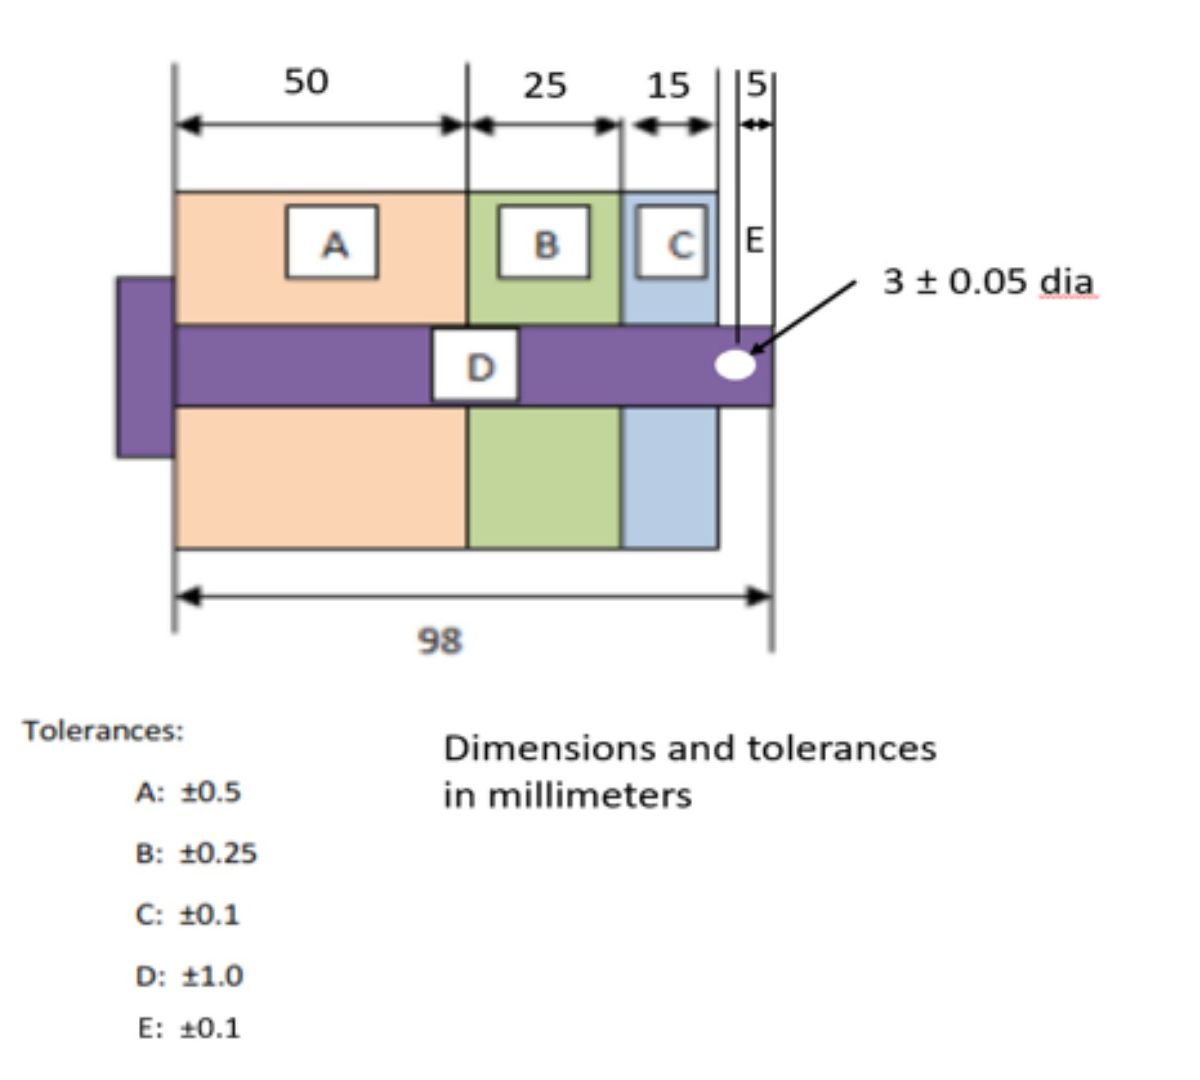 50
25
15
5
A
B
C
E
3 ± 0.05 dia
D
98
Tolerances:
Dimensions and tolerances
in millimeters
A: ±0.5
B: ±0.25
C: ±0.1
D: ±1.0
E: ±0.1